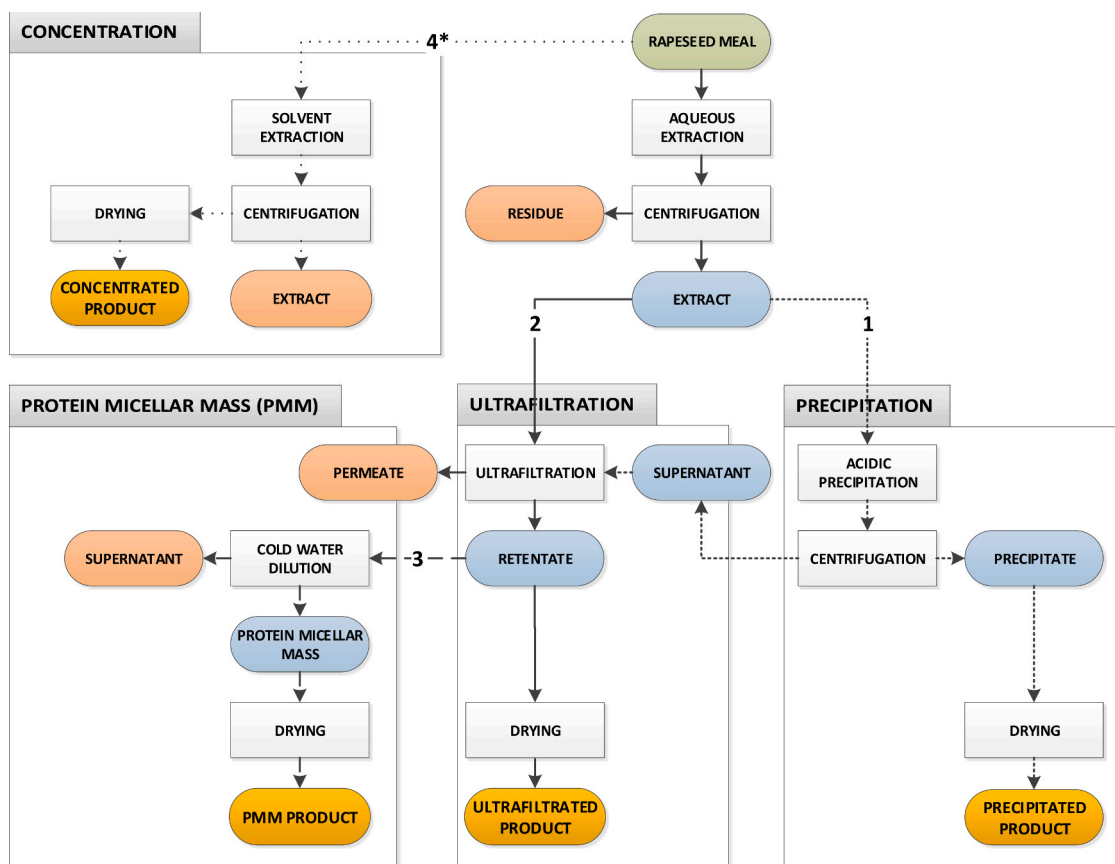 CONCENTRATION
4*
RAPESEED MEAL
SOLVENT
EXTRACTION
AQUEOUS
EXTRACTION
DRYING
CENTRIFUGATION
RESIDUE
CENTRIFUGATION
CONCENTRATED
PRODUCT
EXTRACT
EXTRACT
2
1
PROTEIN MICELLAR MASS (PMM)
ULTRAFILTRATION
PRECIPITATION
PERMEATE
ULTRAFILTRATION
SUPERNATANT
ACIDIC
PRECIPITATION
SUPERNATANT
COLD WATER
DILUTION
3
RETENTATE
CENTRIFUGATION
PRECIPITATE
PROTEIN MICELLAR
MASS
DRYING
DRYING
DRYING
PMM PRODUCT
ULTRAFILTRATED
PRODUCT
PRECIPITATED
PRODUCT